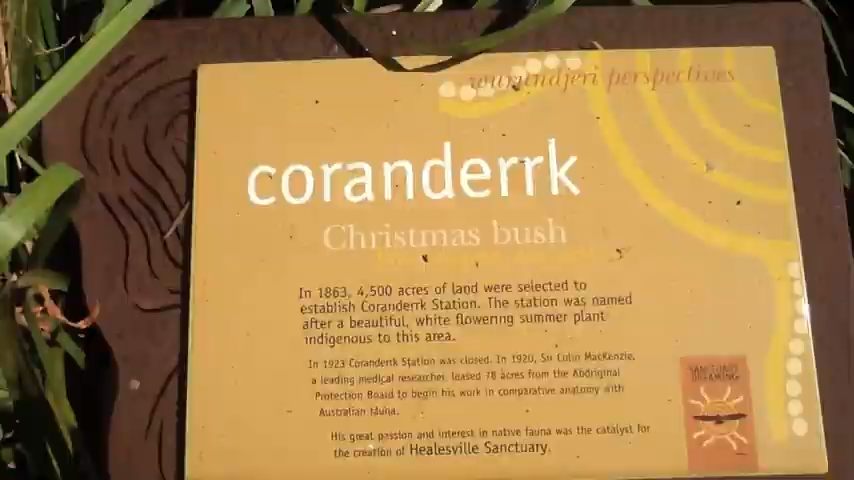 wurundjeri perspectives
coranderrk
Christmas bush
In 1863, 4,500 acres of land were selected to
establish Coranderrk Station. The station was named
after a beautiful, white flowering summer plant
indigenous to this area.
In 1923 Coranderrk Station was closed. In 1920, Sir Colin MacKenzie,
a leading medical researcher, leased 78 acres from the Aboriginal
Protection Board to begin his work in comparative anatomy with
Australian fauna.
His great passion and interest in native fauna was the catalyst for
the creation of Healesville Sanctuary.
SANCTUARY
DREAMING